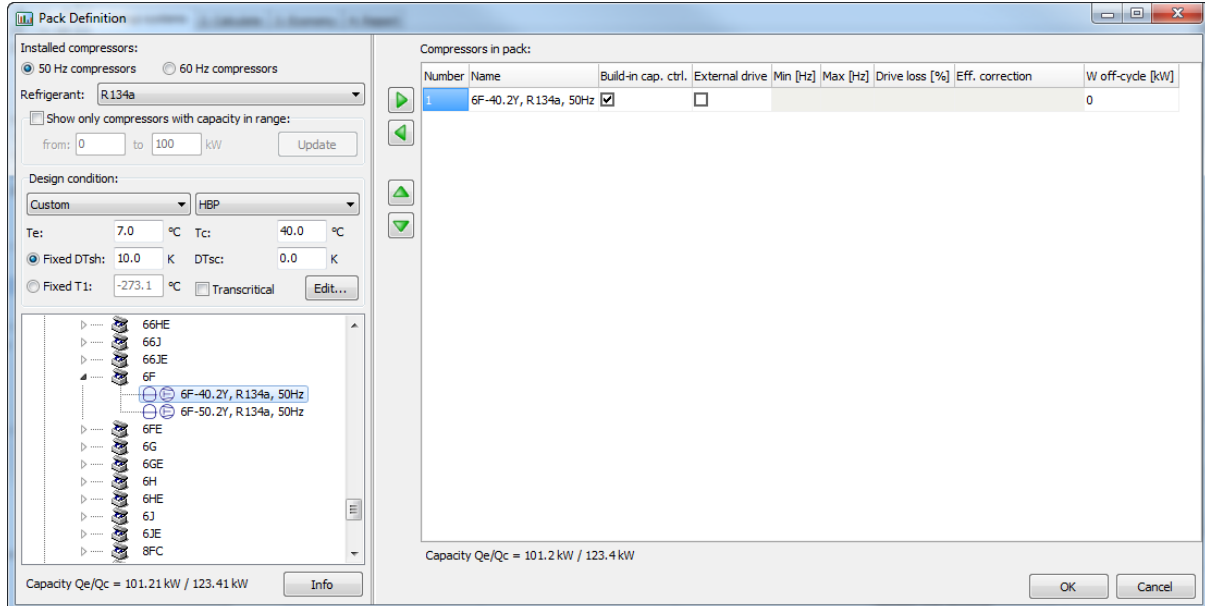 Pack Definition
Installed compressors:
50 Hz compressors 60 Hz compressors
Refrigerant: R134a
Show only compressors with capacity in range:
from: 0 to 100 kW Update
Design condition:
Custom HBP
Te: 7.0 °C Tc: 40.0 °C
Fixed DTsh: 10.0 K DTsc: 0.0 K
Fixed T1: -273.1 °C Transcritical Edit...
66HE
66J
66JE
6F
6F-40.2Y, R134a, 50Hz
6F-50.2Y, R134a, 50Hz
6FE
6G
6GE
6H
6HE
6J
6JE
8FC
Capacity Qe/Qc = 101.21 kW / 123.41 kW Info
Compressors in pack:
Number Name Build-in cap. ctrl. External drive Min [Hz] Max [Hz] Drive loss [%] Eff. correction W off-cycle [kW]
1 6F-40.2Y, R134a, 50Hz 0
Capacity Qe/Qc = 101.2 kW / 123.4 kW
OK Cancel